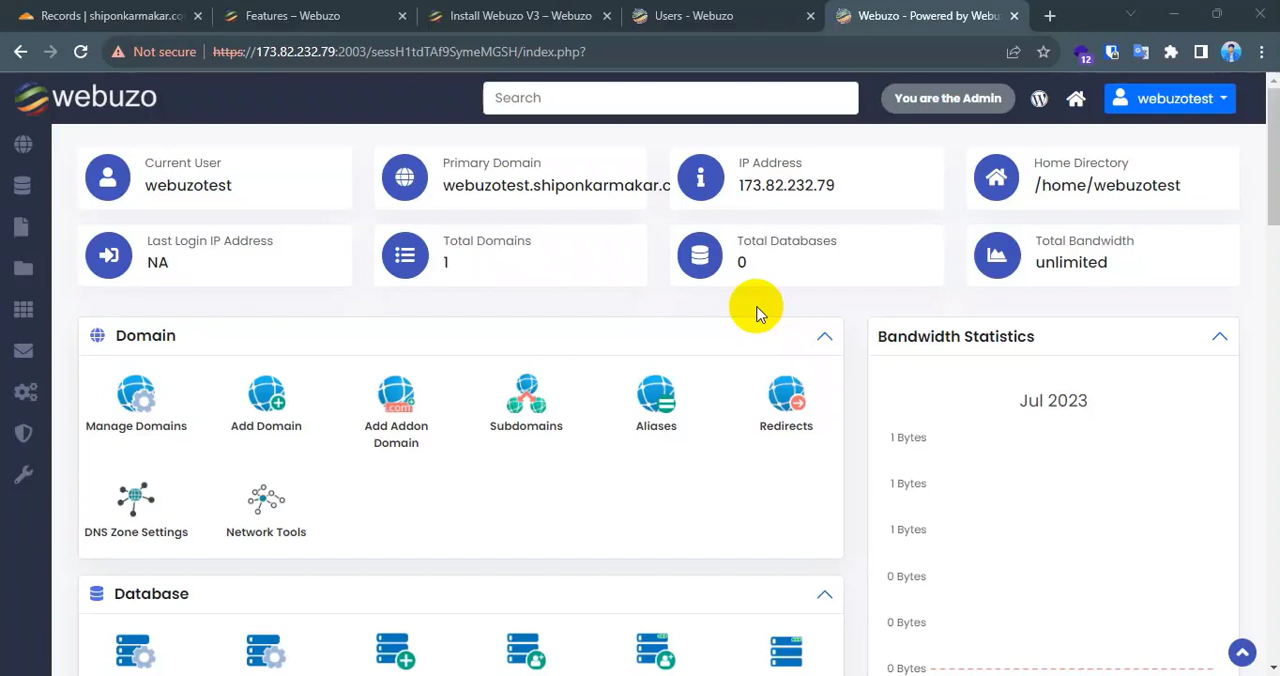 Records | shiponkarmakar.co
Features – Webuzo
Install Webuzo V3 – Webuzo
Users - Webuzo
Webuzo - Powered by Webuz
Not secure
https://173.82.232.79:2003/sessH1tdTAf9SymeMGSH/index.php?
12
webuzo
Search
You are the Admin
webuzotest
Current User
webuzotest
Primary Domain
webuzotest.shiponkarmakar.c
IP Address
173.82.232.79
Home Directory
/home/webuzotest
Last Login IP Address
NA
Total Domains
1
Total Databases
0
Total Bandwidth
unlimited
Domain
Manage Domains
Add Domain
.com
Add Addon
Domain
Subdomains
Aliases
Redirects
DNS Zone Settings
Network Tools
Database
Bandwidth Statistics
Jul 2023
1 Bytes
1 Bytes
1 Bytes
0 Bytes
0 Bytes
0 Bytes